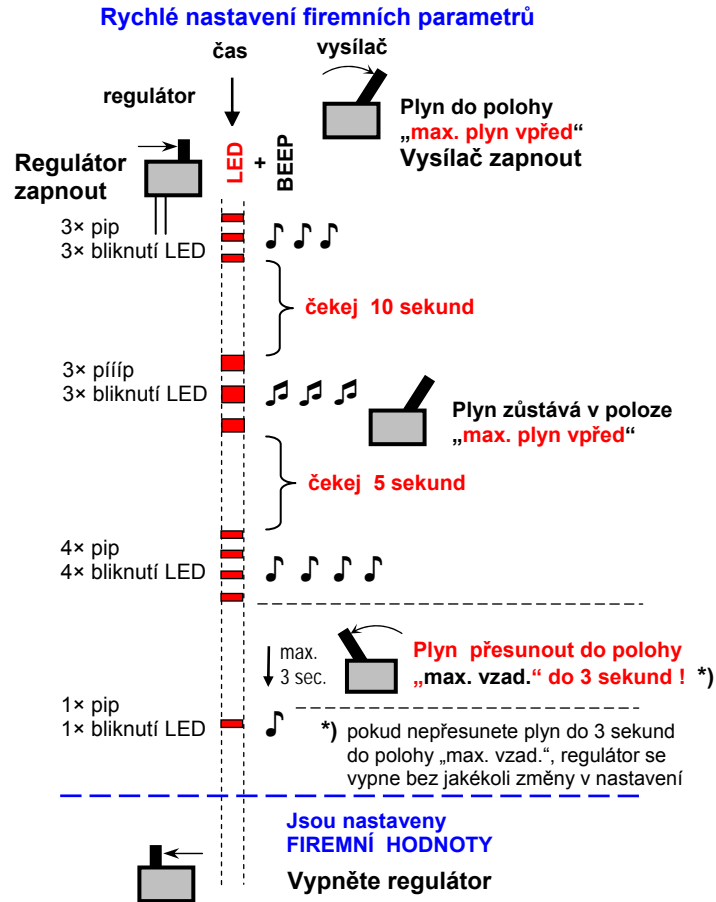 Rychlé nastavení firemních parametrů
čas
vysílač
regulátor
Plyn do polohy
„max. plyn vpřed“
Vysílač zapnout
Regulátor
zapnout
LED + BEEP
3× pip
3× bliknutí LED
čekej 10 sekund
3× pííïp
3× bliknutí LED
Plyn zůstává v poloze
„max. plyn vpřed“
čekej 5 sekund
4× pip
4× bliknutí LED
max.
3 sec.
Plyn přesunout do polohy
„max. vzad.“ do 3 sekund ! *)
1× pip
1× bliknutí LED
*) pokud nepřesunete plyn do 3 sekund
do polohy „max. vzad.“, regulátor se
vypne bez jakékoli změny v nastavení
Jsou nastaveny
FIREMNÍ HODNOTY
Vypněte regulátor